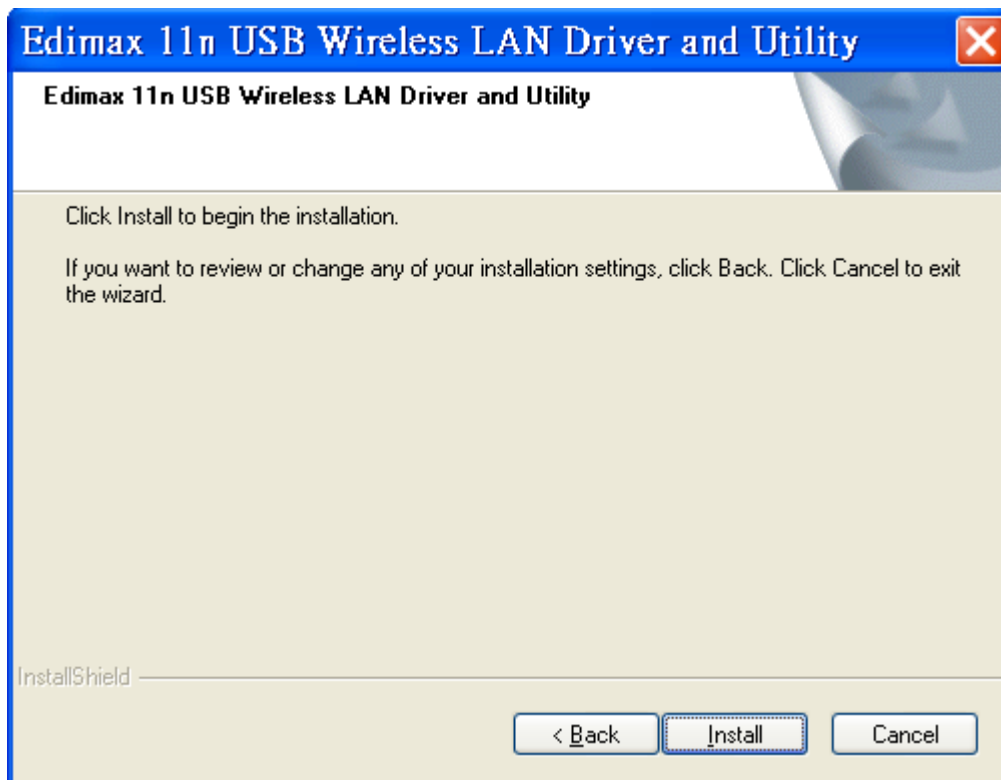 Edimax 11n USB Wireless LAN Driver and Utility
Edimax 11n USB Wireless LAN Driver and Utility
Click Install to begin the installation.
If you want to review or change any of your installation settings, click Back. Click Cancel to exit
the wizard.
InstallShield
< Back
Install
Cancel